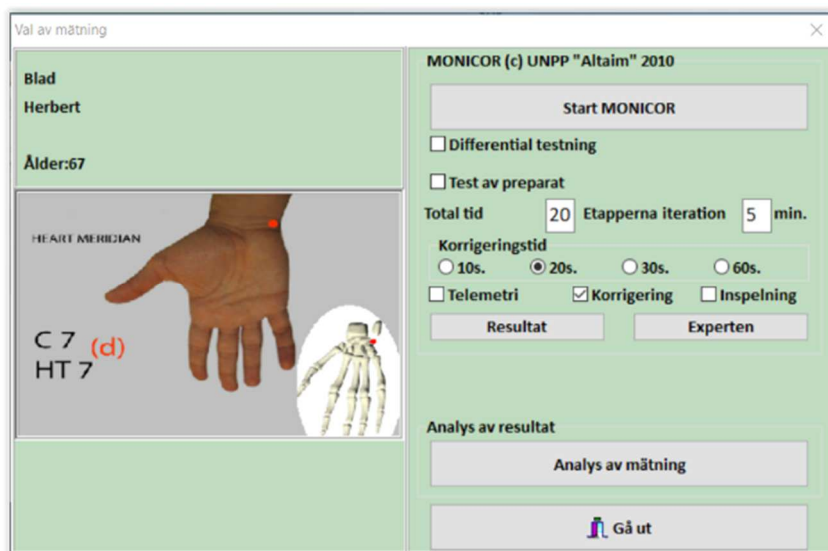 Val av mätning
Blad
Herbert
Ålder:67
HEART MERIDIAN
C 7 (d)
HT 7
MONICOR (c) UNPP "Altaim" 2010
Start MONICOR
Differential testning
Test av preparat
Total tid 20 Etapperna iteration 5 min.
Korrigeringstid
10s. 20s. 30s. 60s.
Telemetri Korrigering Inspelning
Resultat Experten
Analys av resultat
Analys av mätning
Gå ut